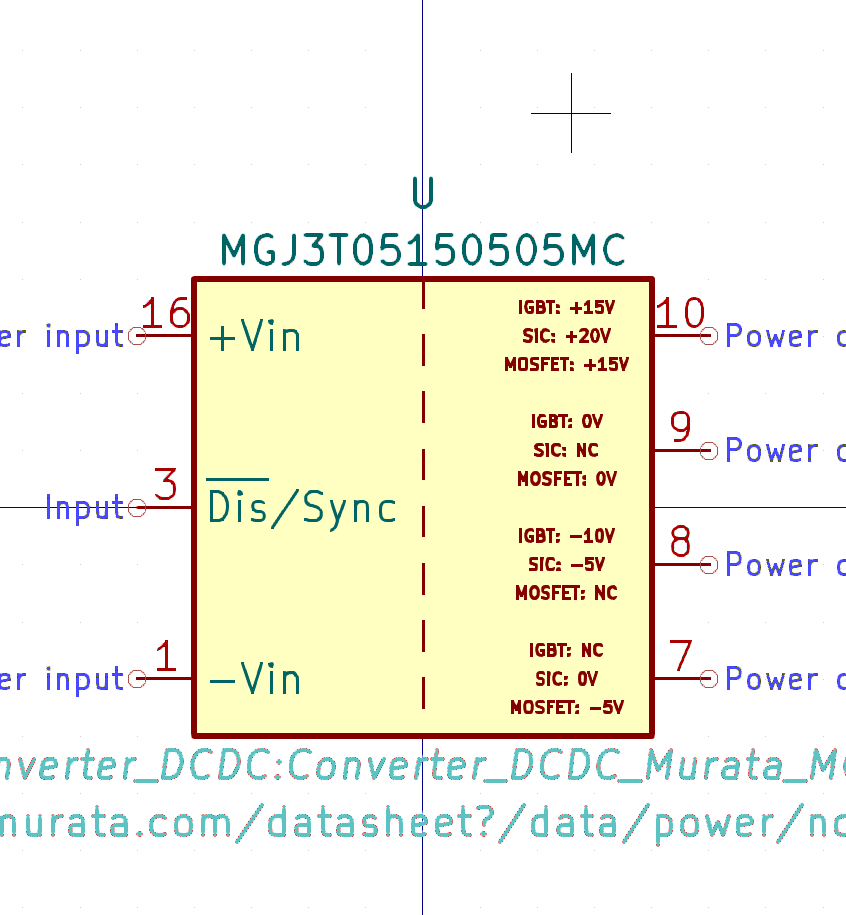 U
MGJ3T05150505MC
16
+Vin
er input
IGBT: +15V
SIC: +20V
MOSFET: +15V
10
Power
IGBT: 0V
SIC: NC
MOSFET: 0V
9
Power
3
Dis/Sync
Input
IGBT: -10V
SIC: -5V
MOSFET: NC
8
Power
1
-Vin
er input
IGBT: NC
SIC: 0V
MOSFET: -5V
7
Power
nverter_DCDC:Converter_DCDC_Murata_M
murata.com/datasheet?/data/power/nc